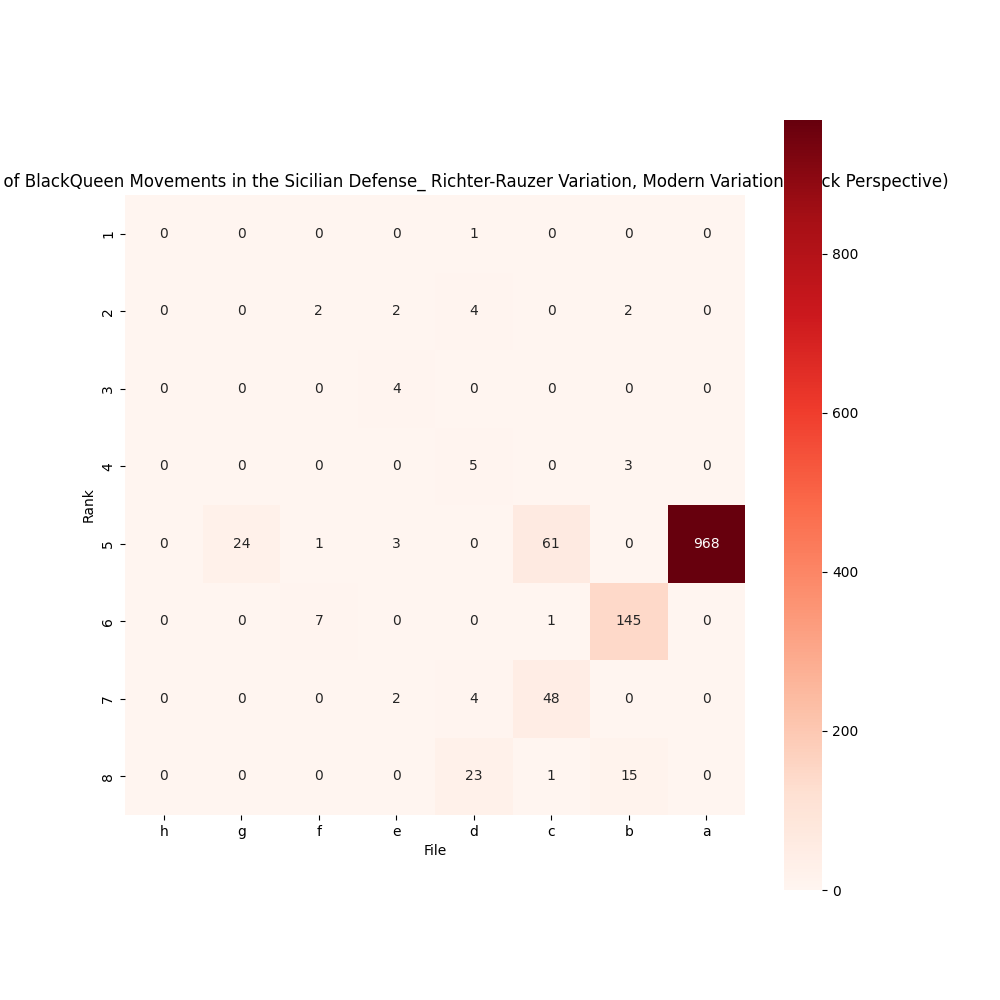 of BlackQueen Movements in the Sicilian Defense_ Richter-Rauzer Variation, Modern Variation ck Perspective)
1 0 0 0 0 1 0 0 0
2 0 0 2 2 4 0 2 0
3 0 0 0 4 0 0 0 0
4 0 0 0 0 5 0 3 0
5 0 24 1 3 0 61 0 968
6 0 0 7 0 0 1 145 0
7 0 0 0 2 4 48 0 0
8 0 0 0 0 23 1 15 0
h g f e d c b a
File
Rank
800
600
400
200
0